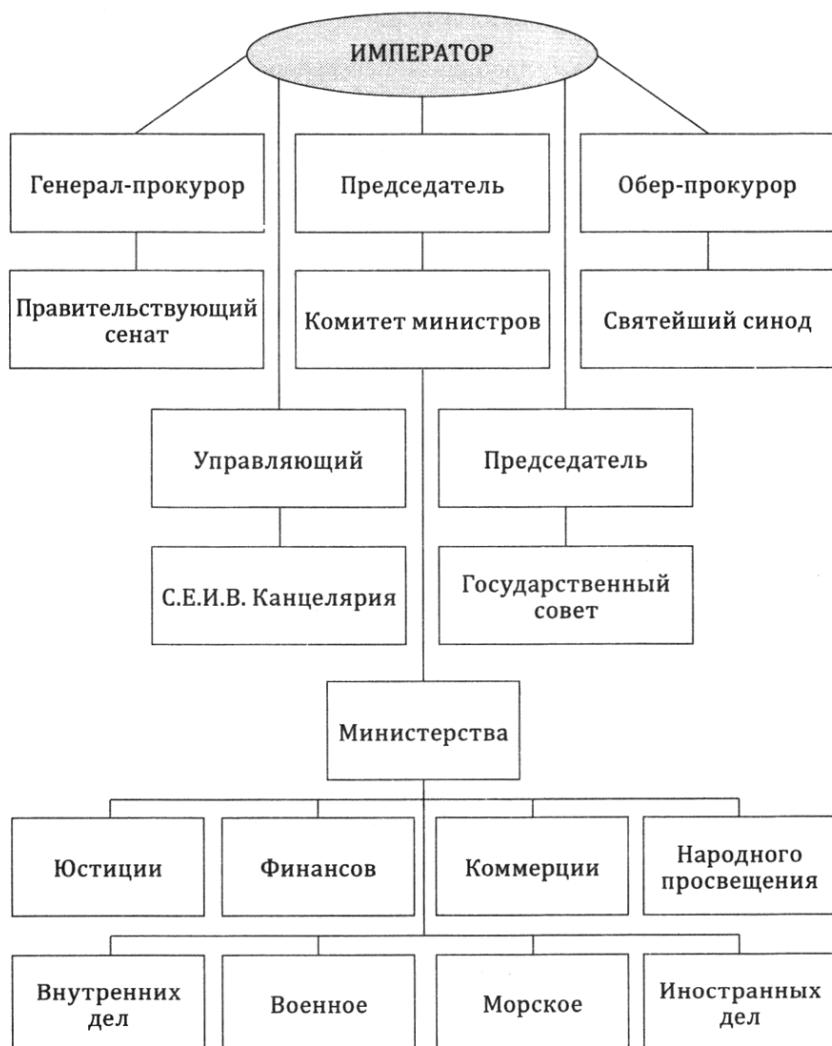 ИМПЕРАТОР
Генерал-прокурор
Председатель
Обер-прокурор
Правительствующий
сенат
Комитет министров
Святейший синод
Управляющий
Председатель
С.Е.И.В. Канцелярия
Государственный
совет
Министерства
Юстиции
Финансов
Коммерции
Народного
просвещения
Внутренних
дел
Военное
Морское
Иностранных
дел